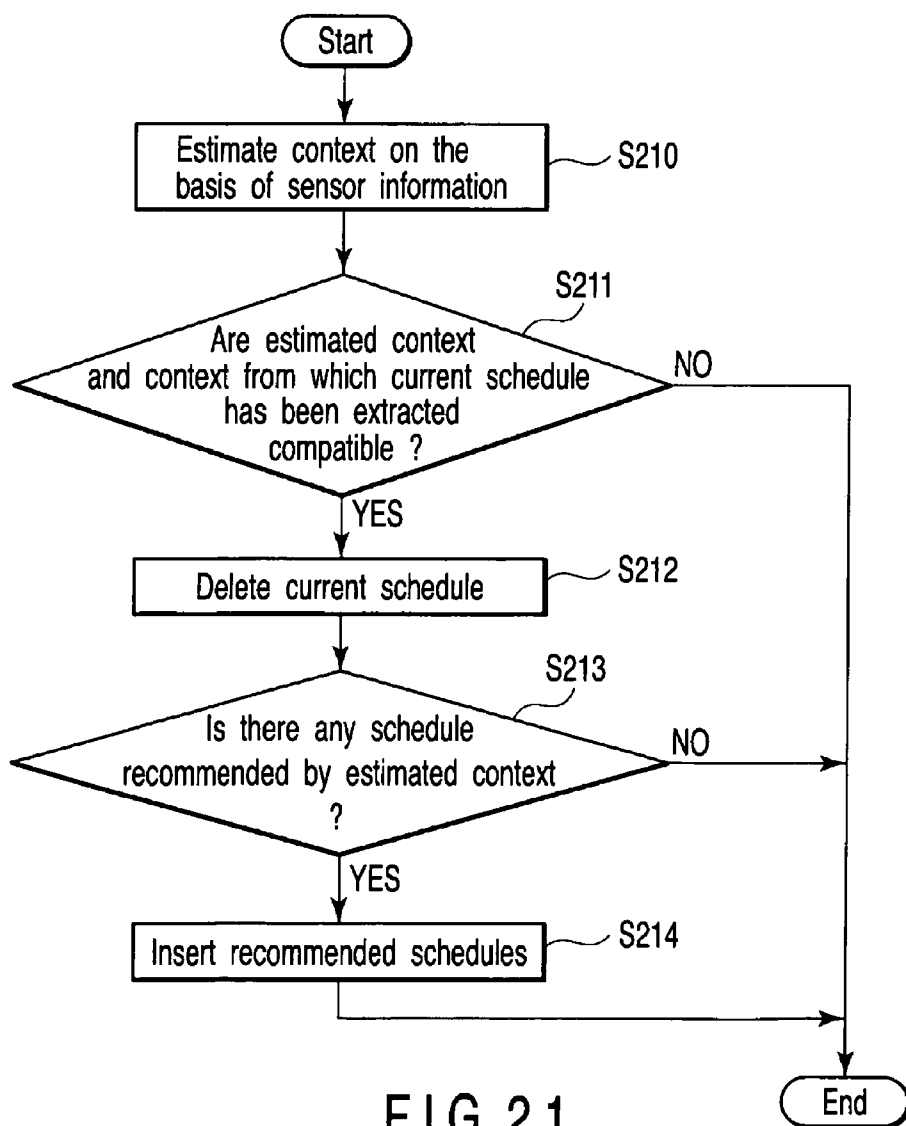 Start
Estimate context on the
basis of sensor information
S210
S211
Are estimated context
and context from which current schedule
has been extracted
compatible ?
NO
YES
Delete current schedule
S212
S213
Is there any schedule
recommended by estimated context
?
NO
YES
Insert recommended schedules
S214
End
FIG. 21